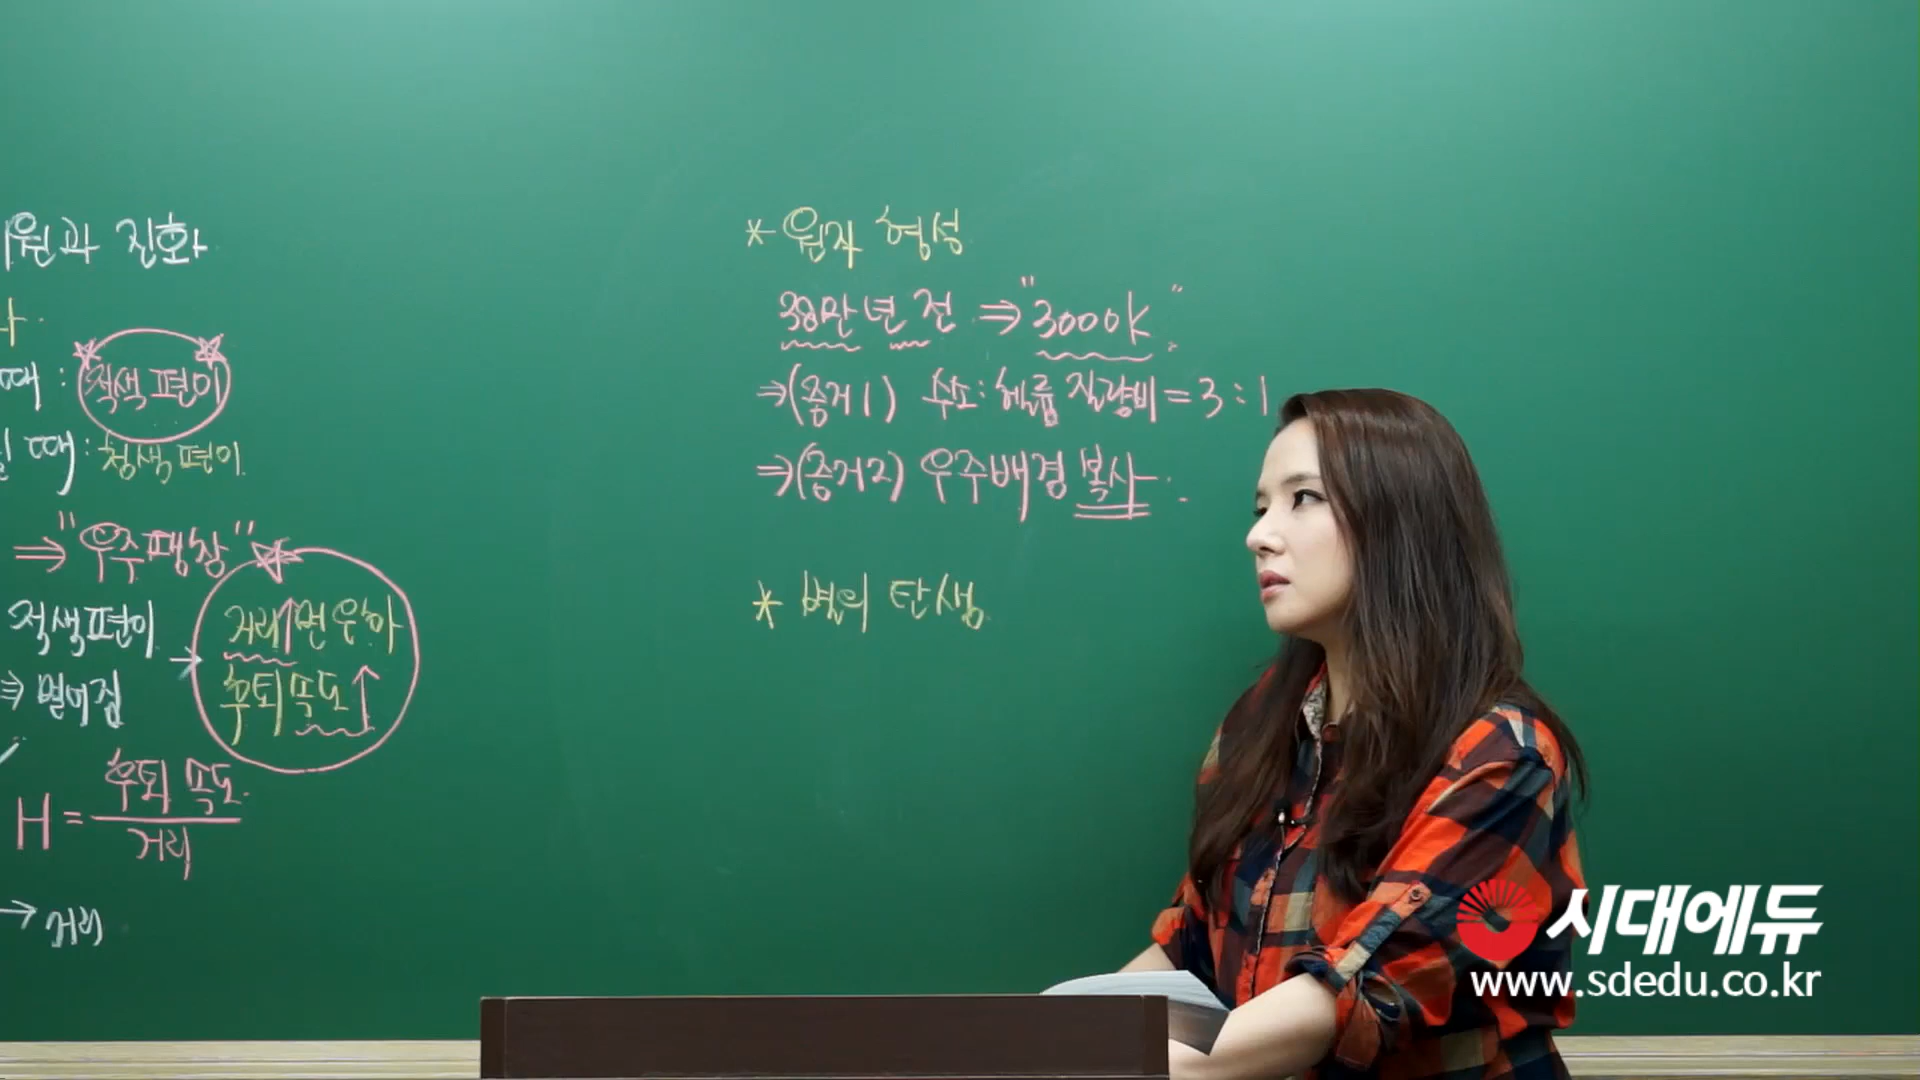 원과 진화
때 : 적색편이
때 : 청색편이
⇒ "우주팽창"
적색편이 →
거리↑면 우하
후퇴속도↑
⇒ 멀어짐
H = 후퇴 속도 / 거리
→ 거리
* 원자 형성
38만 년 전 ⇒ "3000K"
⇒ (증거1) 수소 : 헬륨 질량비 = 3 : 1
⇒ (증거2) 우주배경 복사
* 별의 탄생
시대에듀
www.sdedu.co.kr